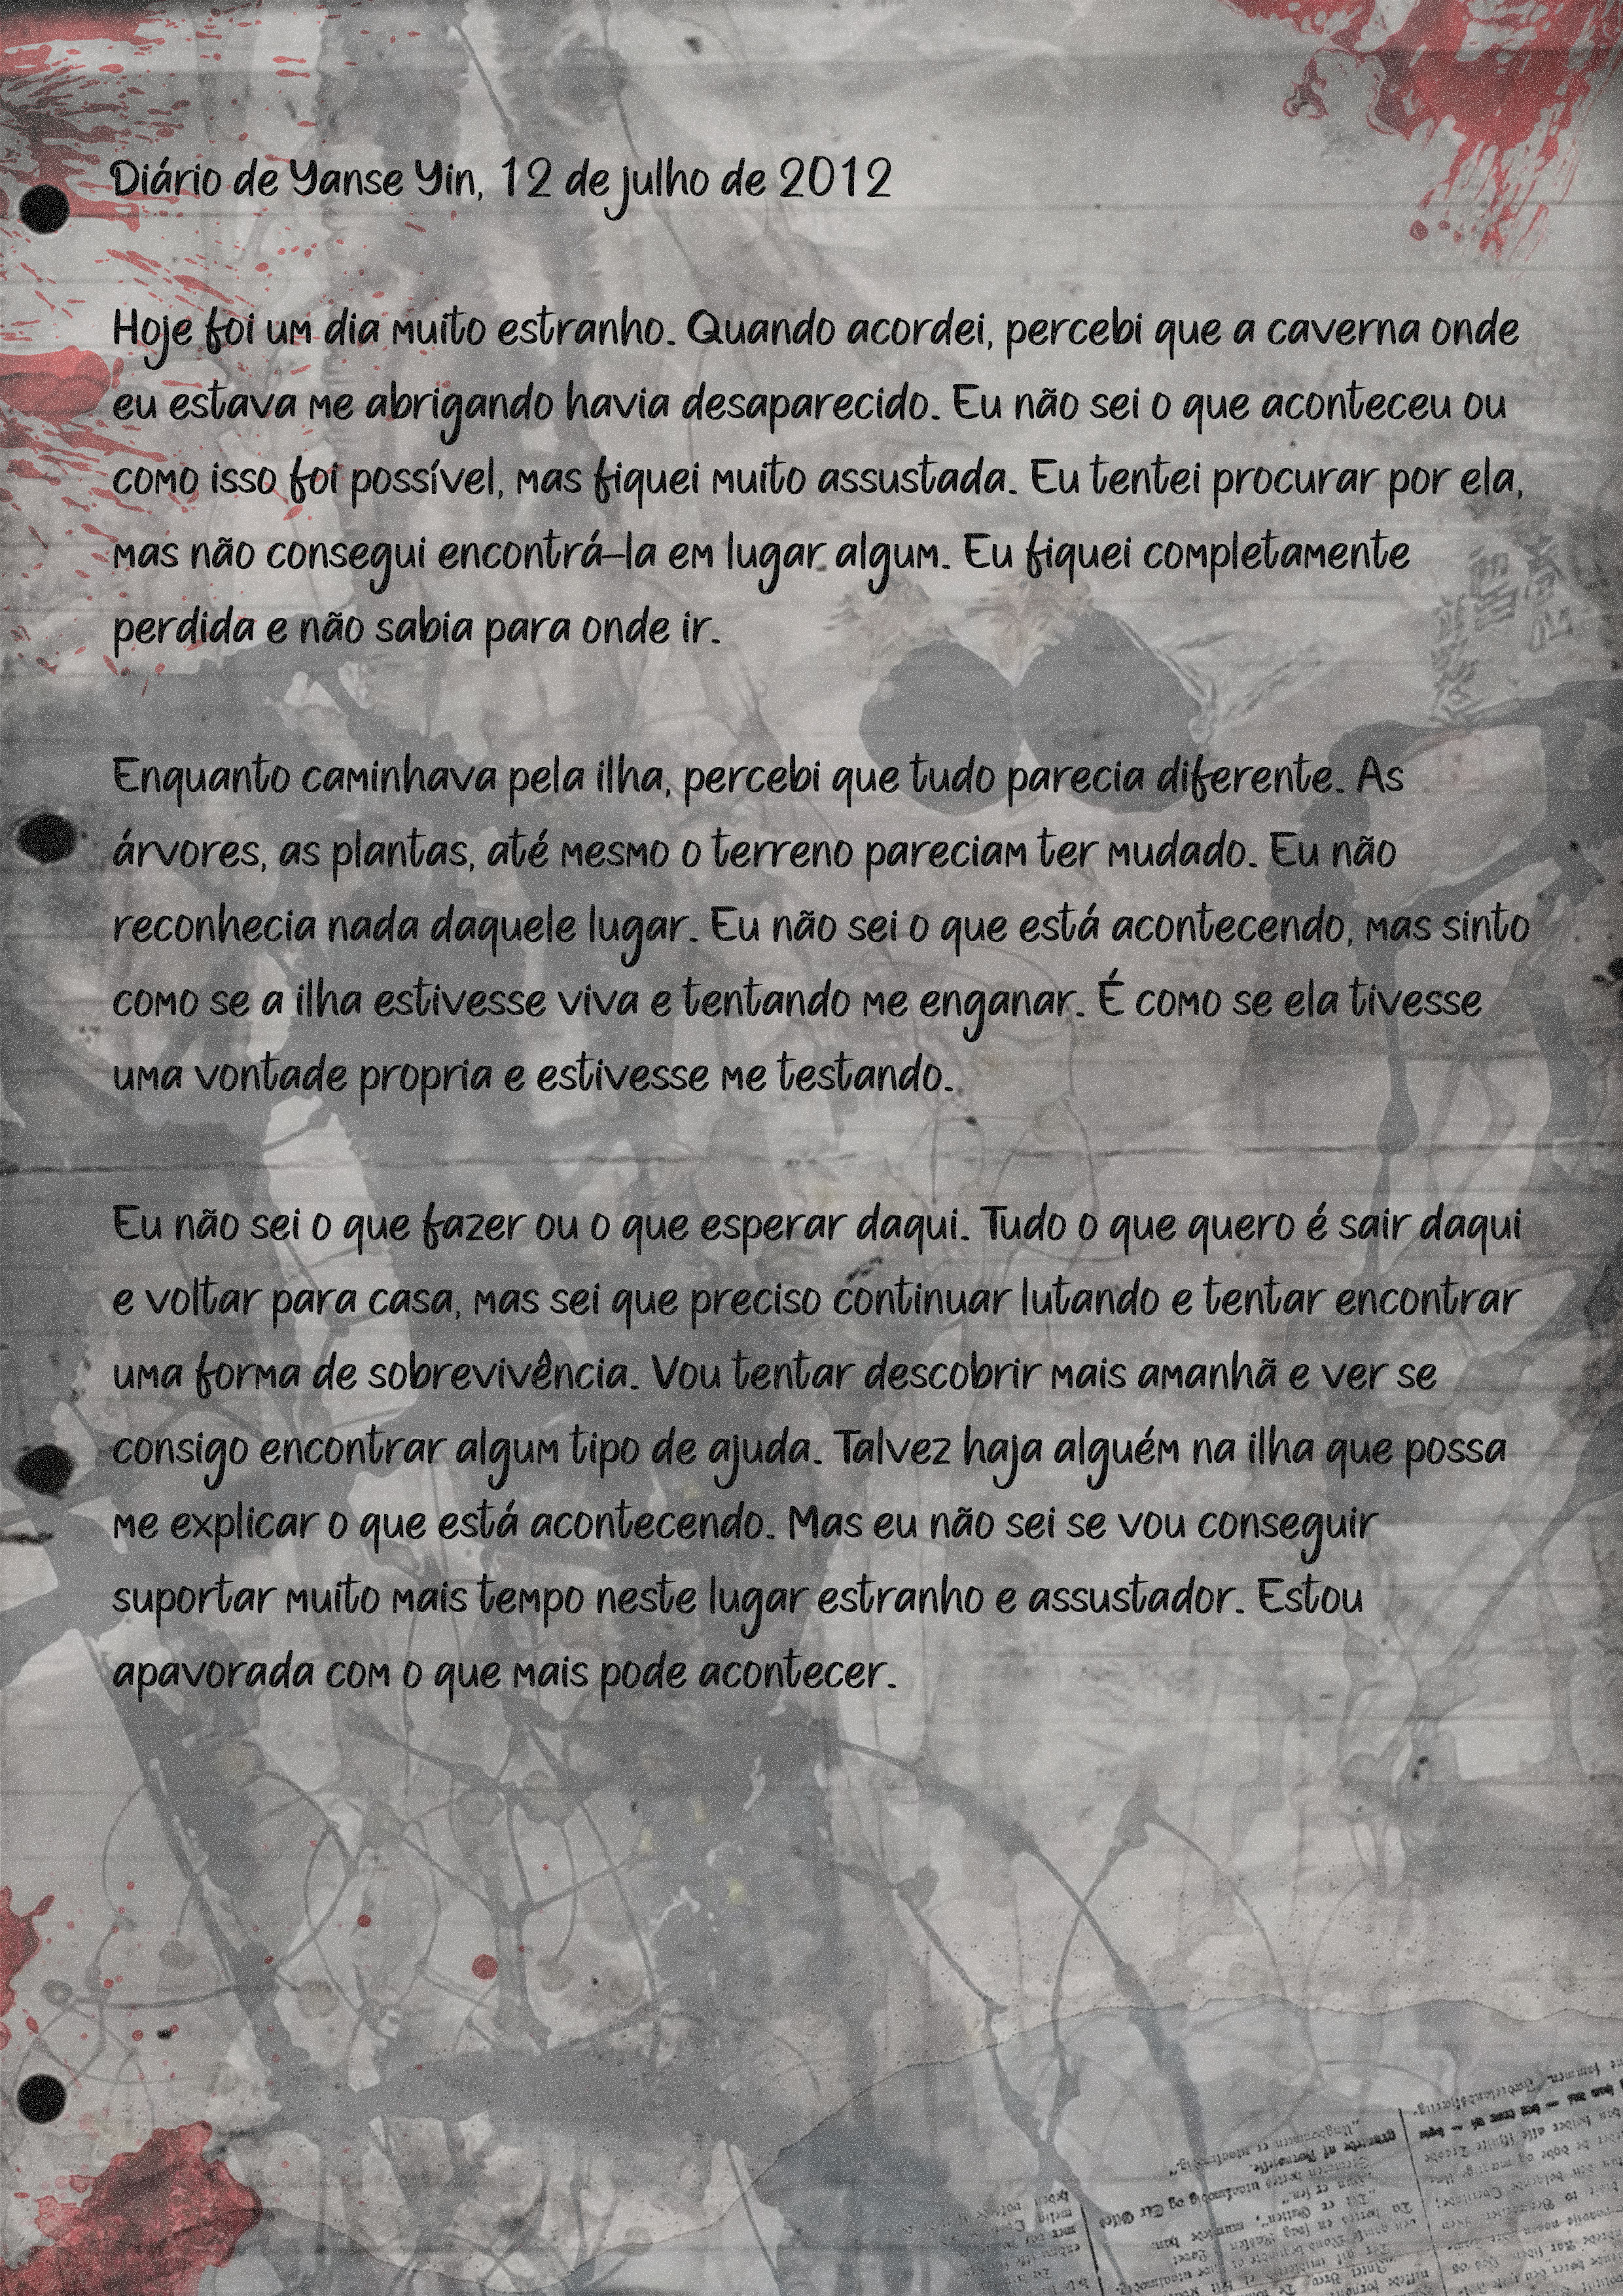 Diário de Yanse Yin, 12 de julho de 2012
Hoje foi um dia muito estranho. Quando acordei, percebi que a caverna onde
eu estava me abrigando havia desaparecido. Eu não sei o que aconteceu ou
como isso foi possível, mas fiquei muito assustada. Eu tentei procurar por ela,
mas não consegui encontrá-la em lugar algum. Eu fiquei completamente
perdida e não sabia para onde ir.
Enquanto caminhava pela ilha, percebi que tudo parecia diferente. As
árvores, as plantas, até mesmo o terreno pareciam ter mudado. Eu não
reconhecia nada daquele lugar. Eu não sei o que está acontecendo, mas sinto
como se a ilha estivesse viva e tentando me enganar. É como se ela tivesse
uma vontade propria e estivesse me testando.
Eu não sei o que fazer ou o que esperar daqui. Tudo o que quero é sair daqui
e voltar para casa, mas sei que preciso continuar lutando e tentar encontrar
uma forma de sobrevivência. Vou tentar descobrir mais amanhã e ver se
consigo encontrar algum tipo de ajuda. Talvez haja alguém na ilha que possa
me explicar o que está acontecendo. Mas eu não sei se vou conseguir
suportar muito mais tempo neste lugar estranho e assustador. Estou
apavorada com o que mais pode acontecer.